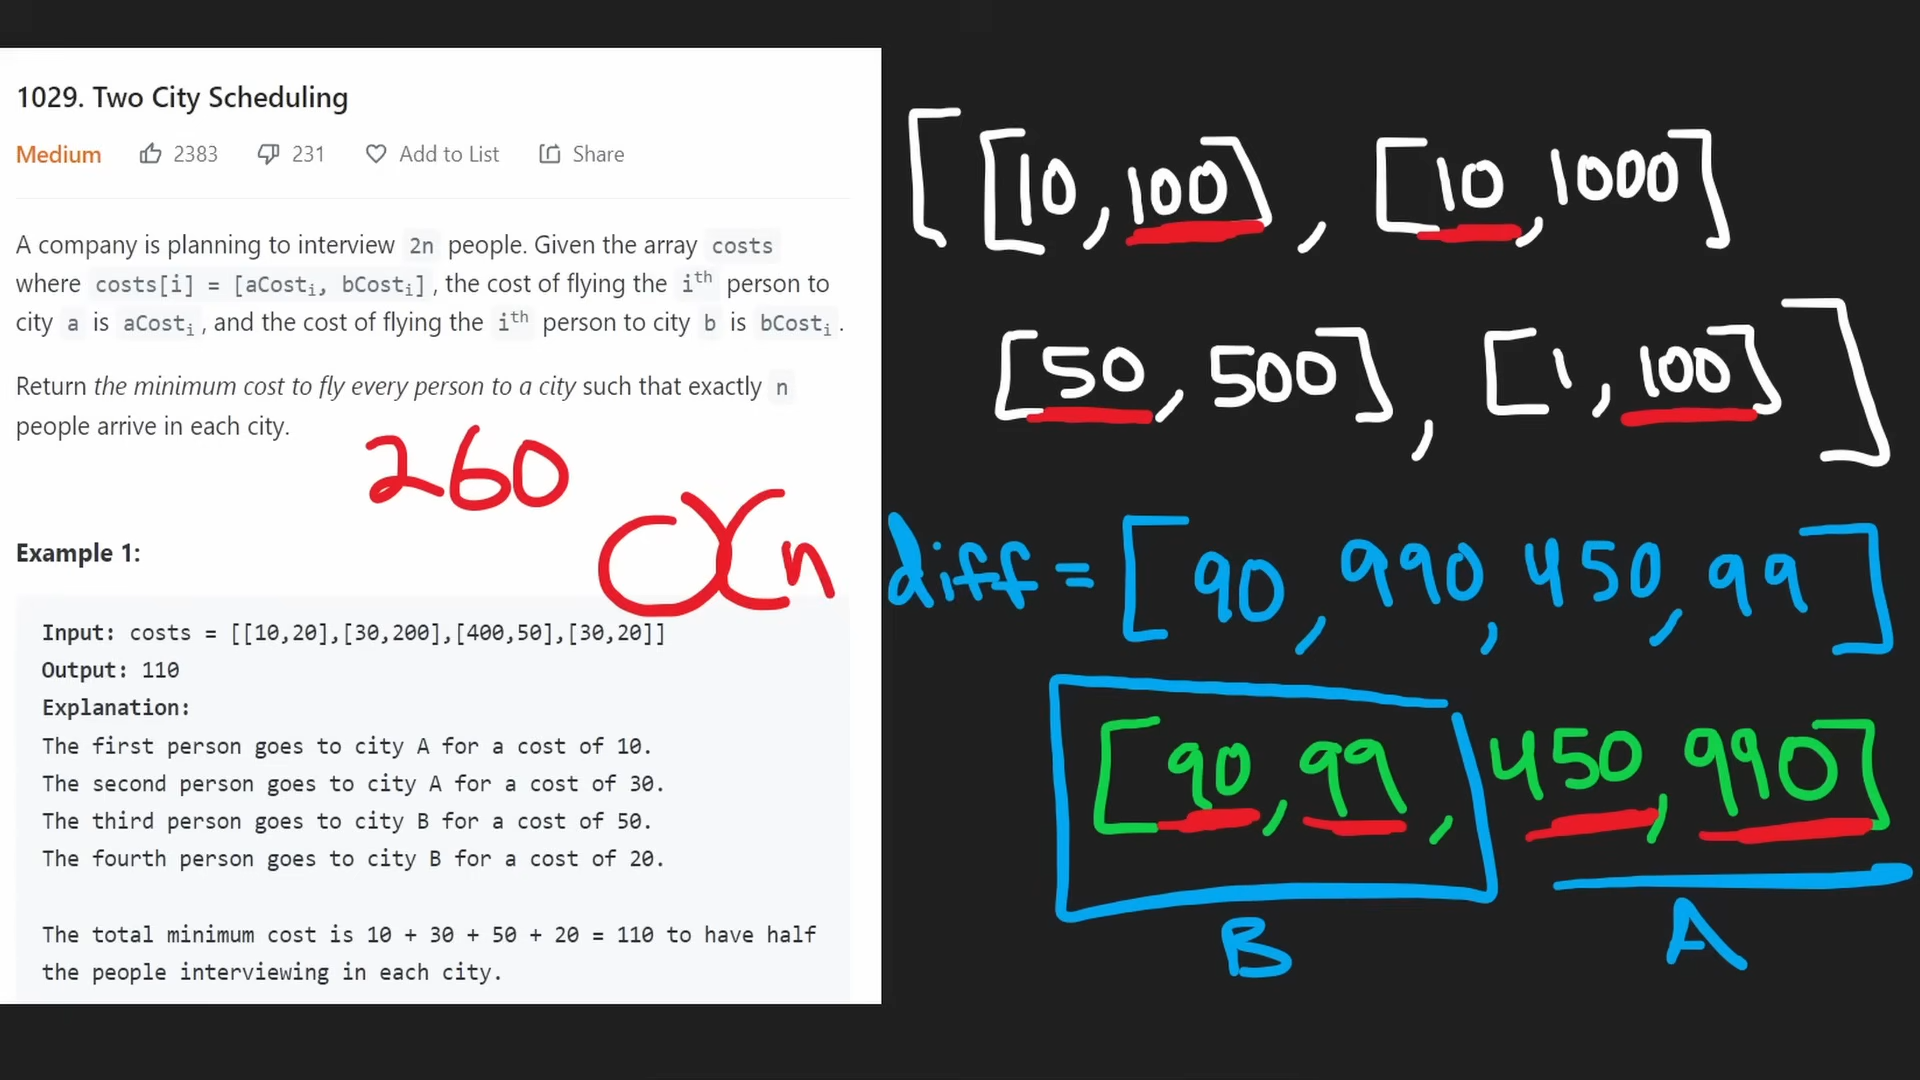 1029. Two City Scheduling
Medium 2383 231 Add to List Share
A company is planning to interview 2n people. Given the array costs
where costs[i] = [aCosti, bCosti], the cost of flying the ith person to
city a is aCosti, and the cost of flying the ith person to city b is bCosti.
Return the minimum cost to fly every person to a city such that exactly n
people arrive in each city.
260
n
Example 1:
Input: costs = [[10,20],[30,200],[400,50],[30,20]]
Output: 110
Explanation:
The first person goes to city A for a cost of 10.
The second person goes to city A for a cost of 30.
The third person goes to city B for a cost of 50.
The fourth person goes to city B for a cost of 20.
The total minimum cost is 10 + 30 + 50 + 20 = 110 to have half
the people interviewing in each city.
[[10,100], [10,1000]
[50,500], [1,100]]
diff = [90, 990, 450, 99]
[90, 99, 450, 990]
B A